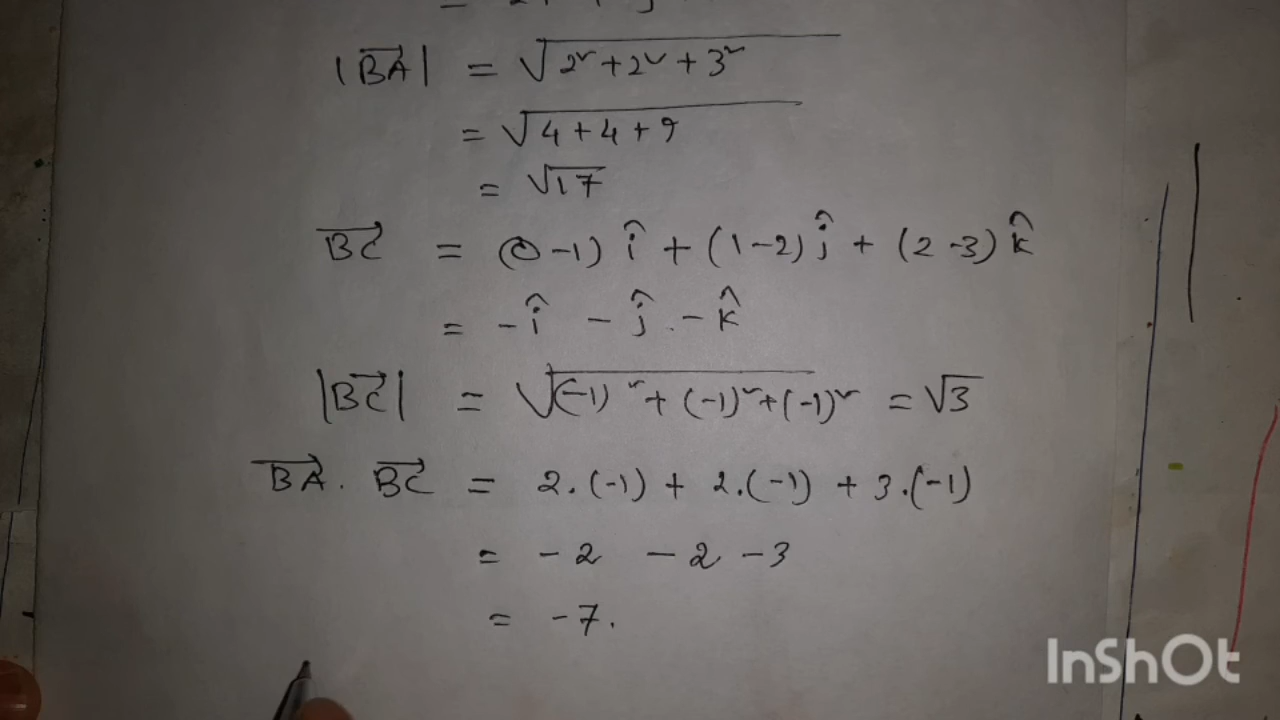 |BA→| = √(2² + 2² + 3²)
= √(4 + 4 + 9)
= √17
BC→ = (0-1) î + (1-2) ĵ + (2-3) k̂
= -î - ĵ - k̂
|BC→| = √((-1)² + (-1)² + (-1)²) = √3
BA→ . BC→ = 2.(-1) + 2.(-1) + 3.(-1)
= -2 - 2 - 3
= -7.
InShOt